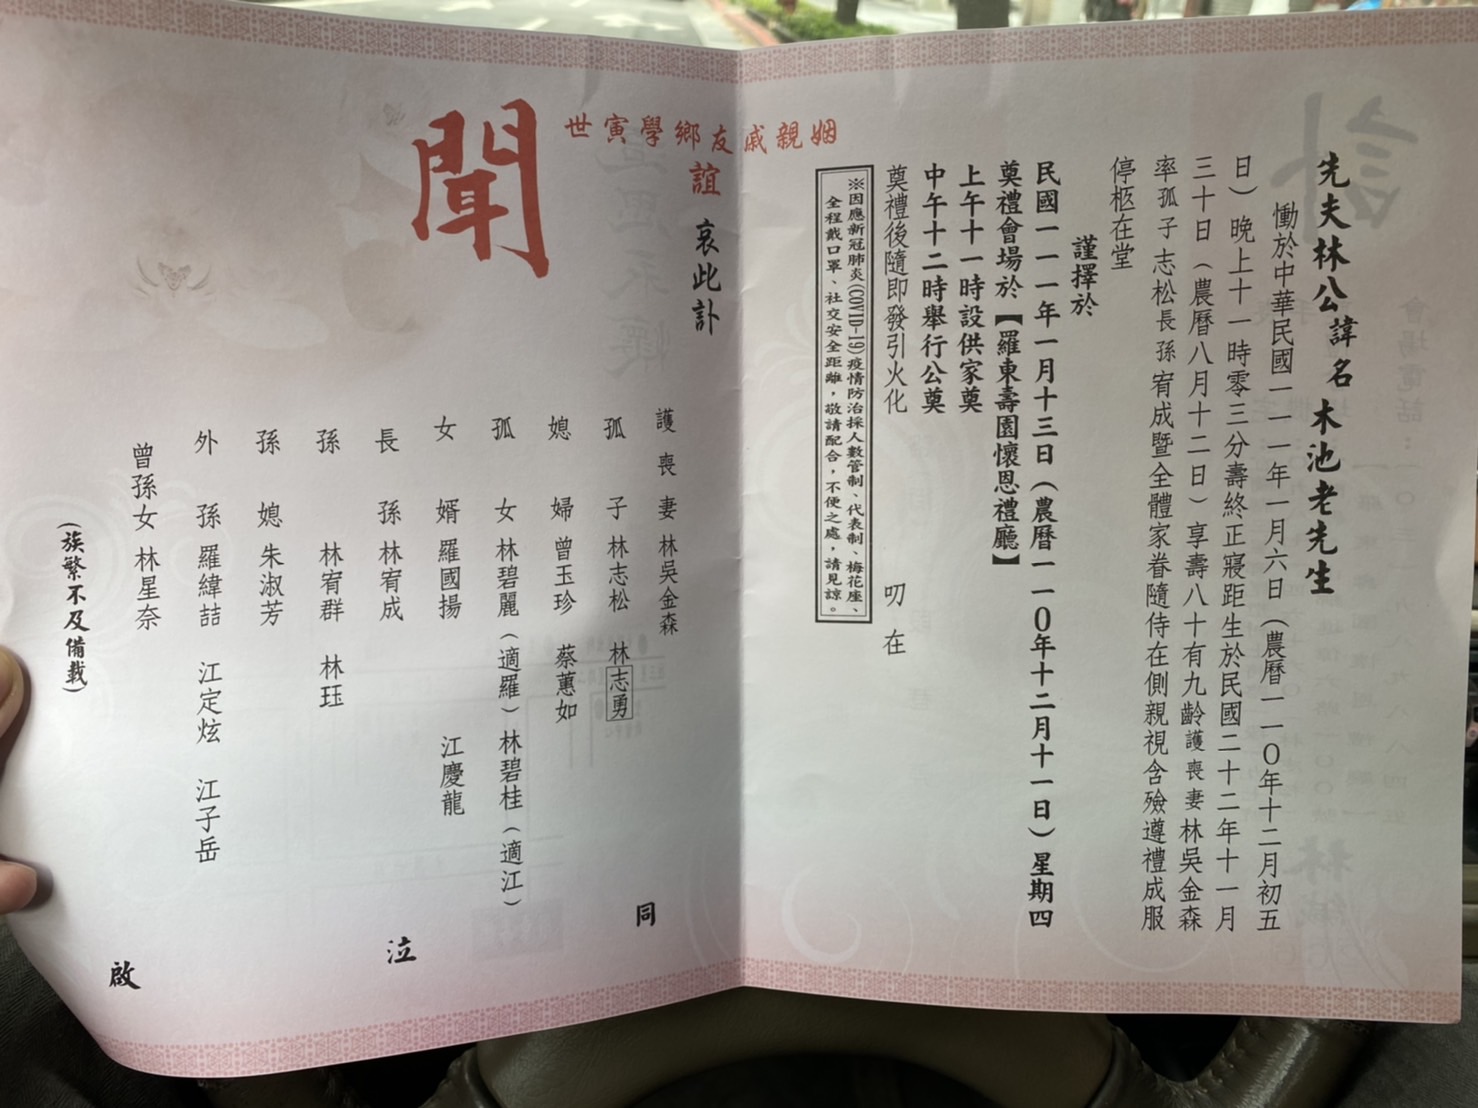 先夫林公諱名木池老先生
慟於中華民國一一一年一月六日（農曆一一０年十二月初五
日）晚上十一時零三分壽終正寢距生於民國二十二年十一月
三十日（農曆八月十二日）享壽八十有九齡護喪妻林吳金森
率孤子志松長孫宥成暨全體家眷隨侍在側親視含殮遵禮成服
停柩在堂
謹擇於
民國一一一年一月十三日（農曆一一０年十二月十一日）星期四
奠禮會場於【羅東壽園懷恩禮廳】
上午十一時設供家奠
中午十二時舉行公奠
奠禮後隨即發引火化
叨在
※因應新冠肺炎(COVID-19)疫情防治採人數管制、代表制、梅花座、
全程戴口罩、社交安全距離，敬請配合，不便之處，請見諒。
姻親戚友鄉學寅世
誼
哀此訃
聞
護喪妻 林吳金森
孤子 林志松 林志勇
媳婦 曾玉珍 蔡蕙如
孤女 林碧麗（適羅）林碧桂（適江）
女婿 羅國揚 江慶龍
長孫 林宥成
孫 林宥群 林珏
孫媳 朱淑芳
外孫 羅緯喆 江定炫 江子岳
曾孫女 林星奈
（族繁不及備載）
同
泣
啟